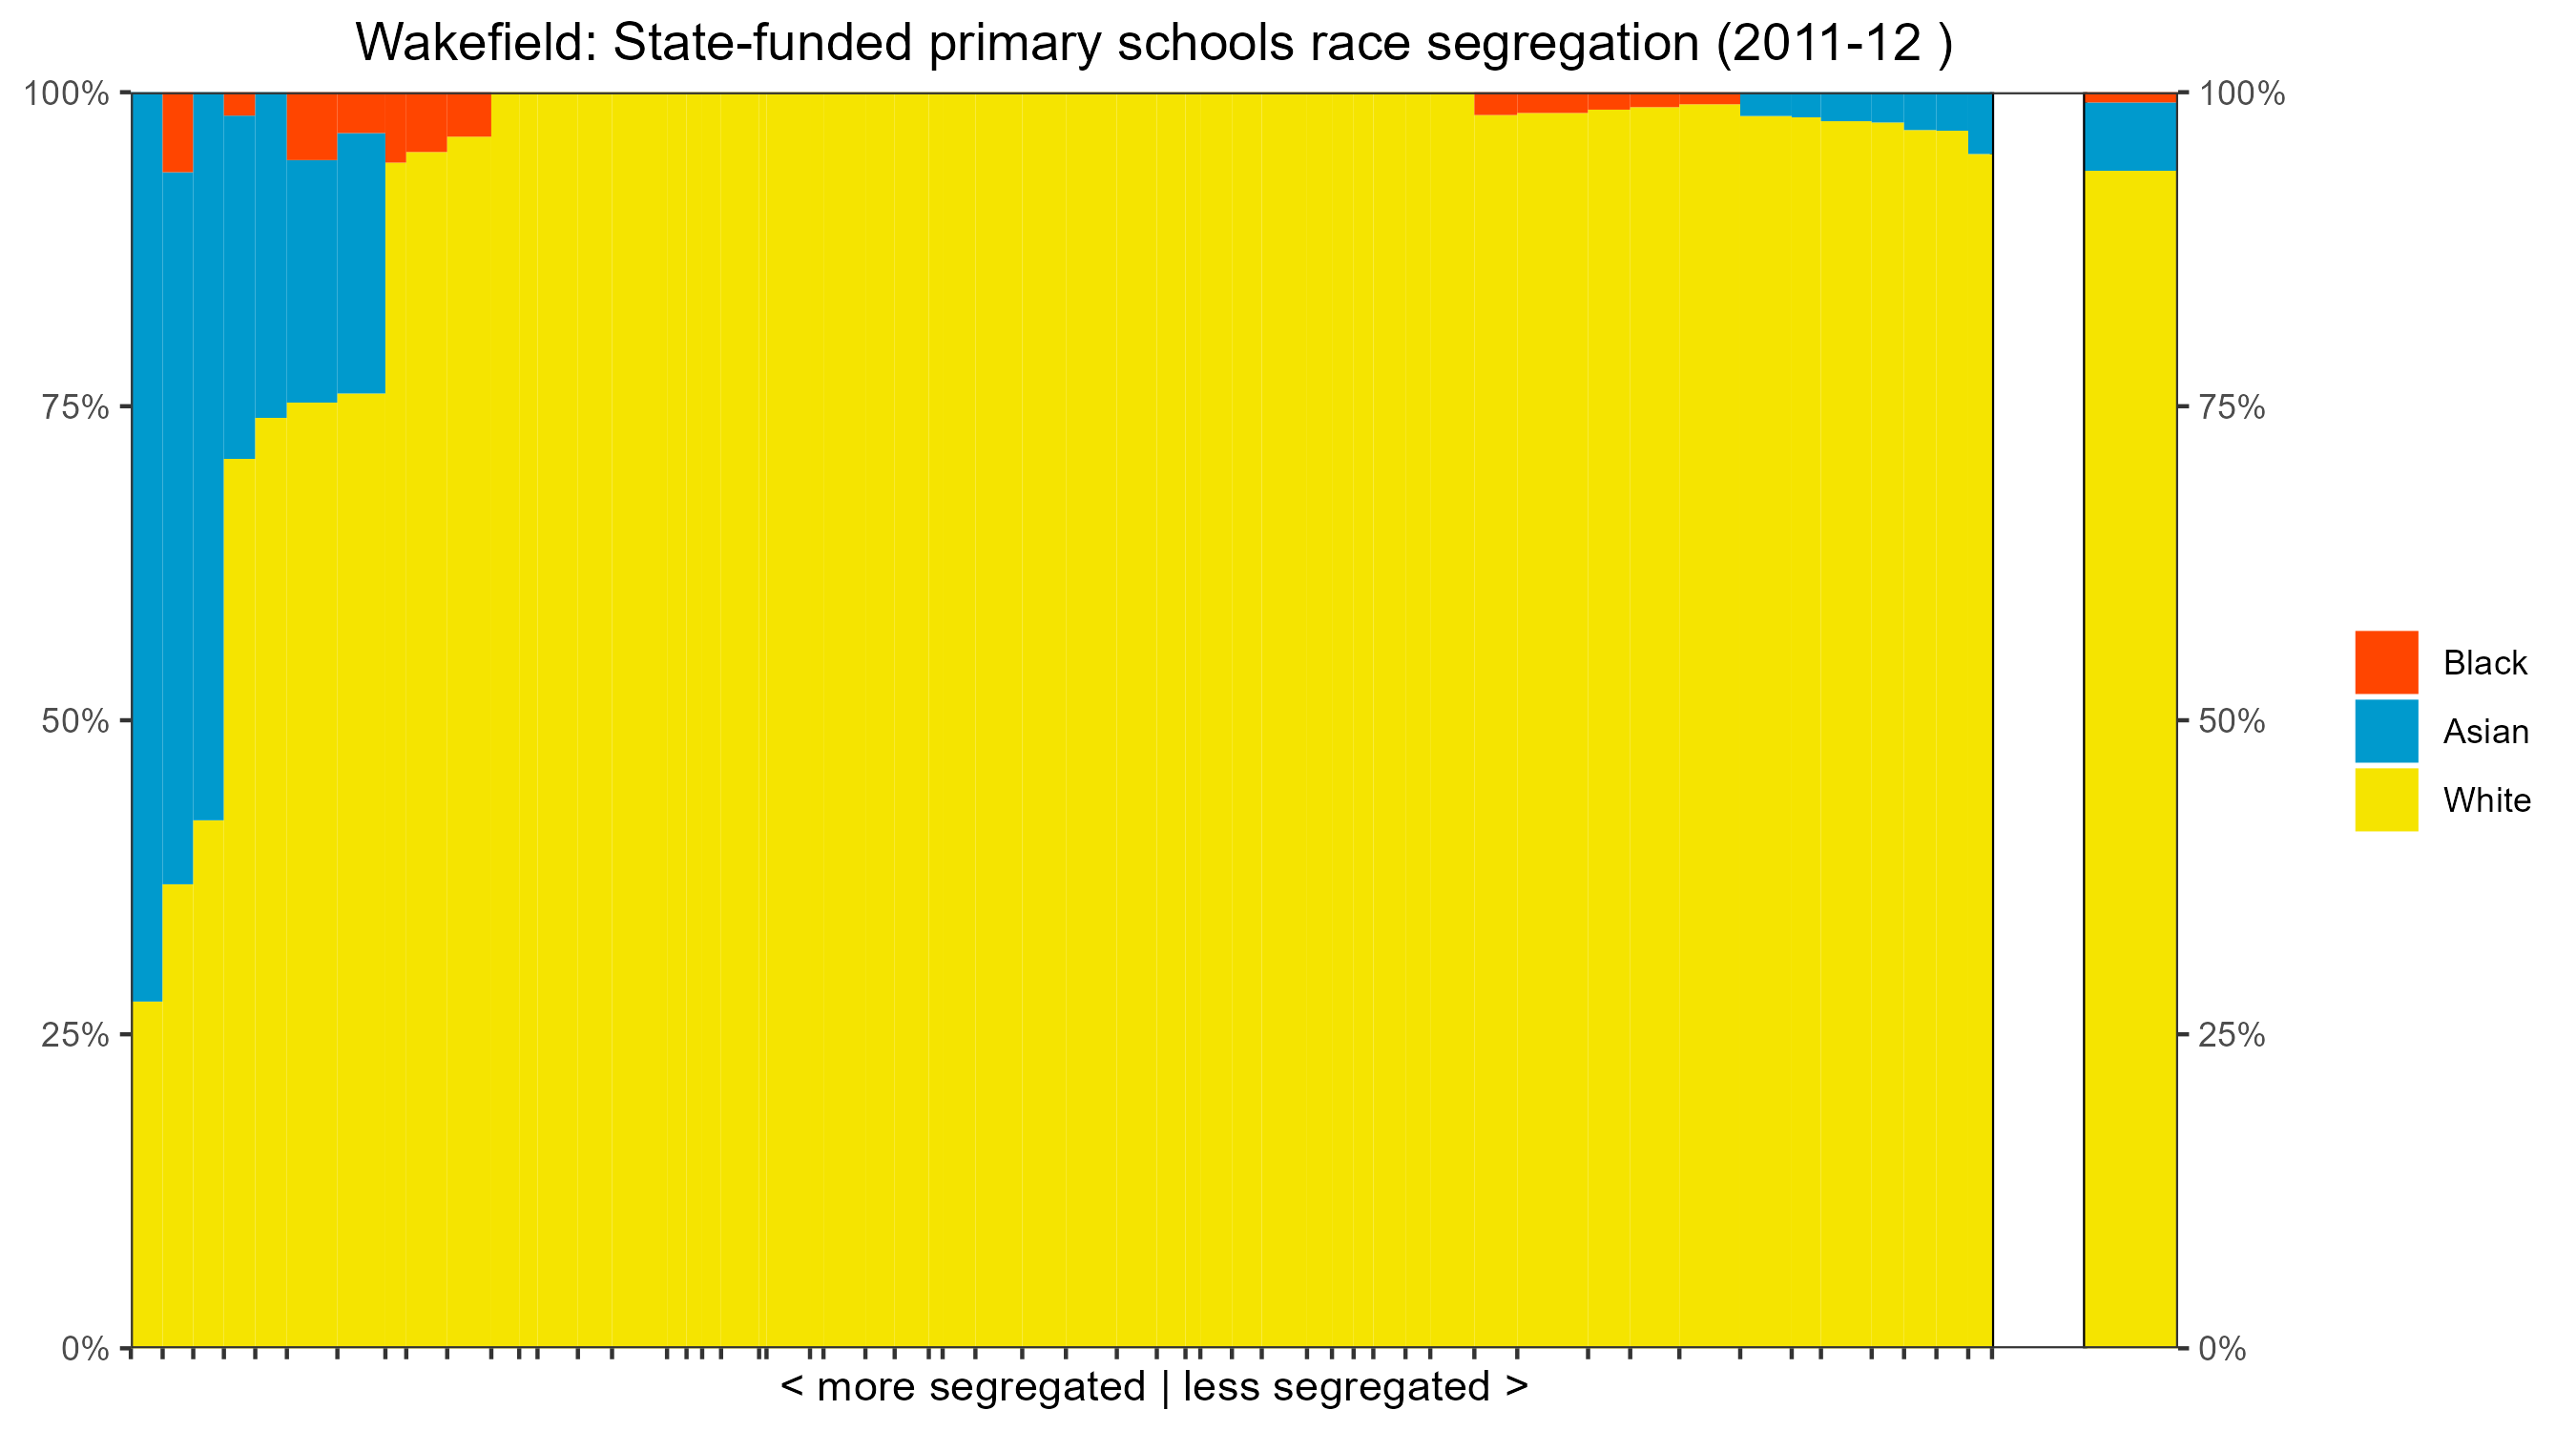 Wakefield: State-funded primary schools race segregation (2011-12 )
100%
75%
50%
25%
0%
100%
75%
50%
25%
0%
Black
Asian
White
< more segregated | less segregated >